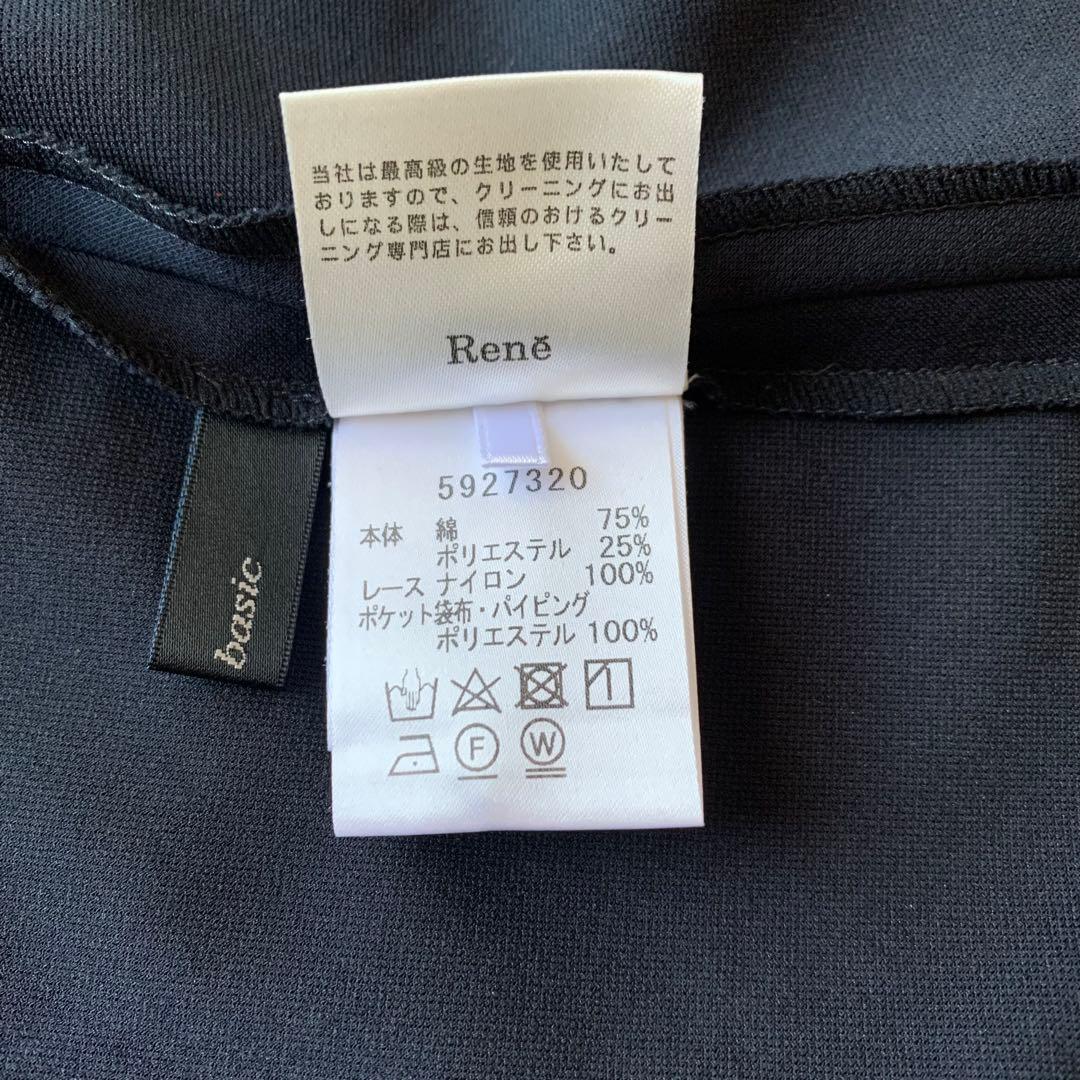 当社は最高級の生地を使用いたして
おりますので、クリーニングにお出
しになる際は、信頼のおけるクリー
ニング専門店にお出し下さい。
René
5927320
本体 綿 75%
ポリエステル 25%
レース ナイロン 100%
ポケット袋布・パイピング
ポリエステル 100%
F W
basic